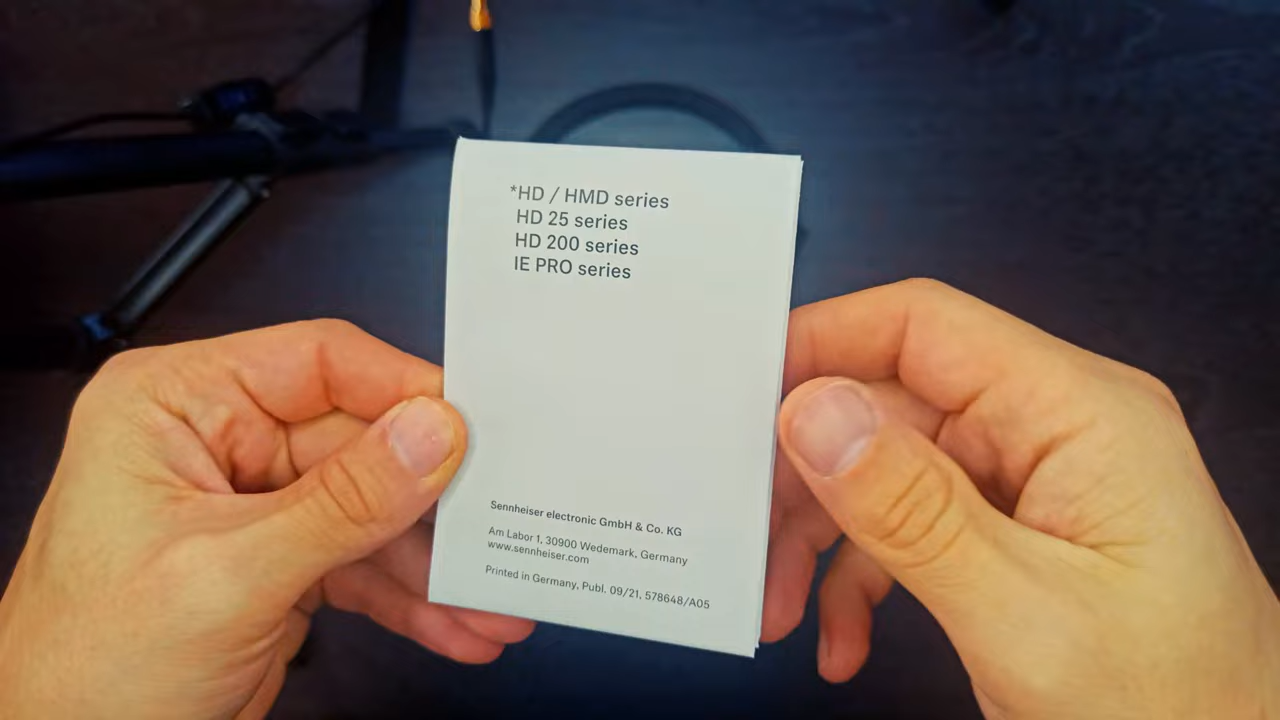 *HD / HMD series
HD 25 series
HD 200 series
IE PRO series
Sennheiser electronic GmbH & Co. KG
Am Labor 1, 30900 Wedemark, Germany
www.sennheiser.com
Printed in Germany, Publ. 09/21, 578648/A05